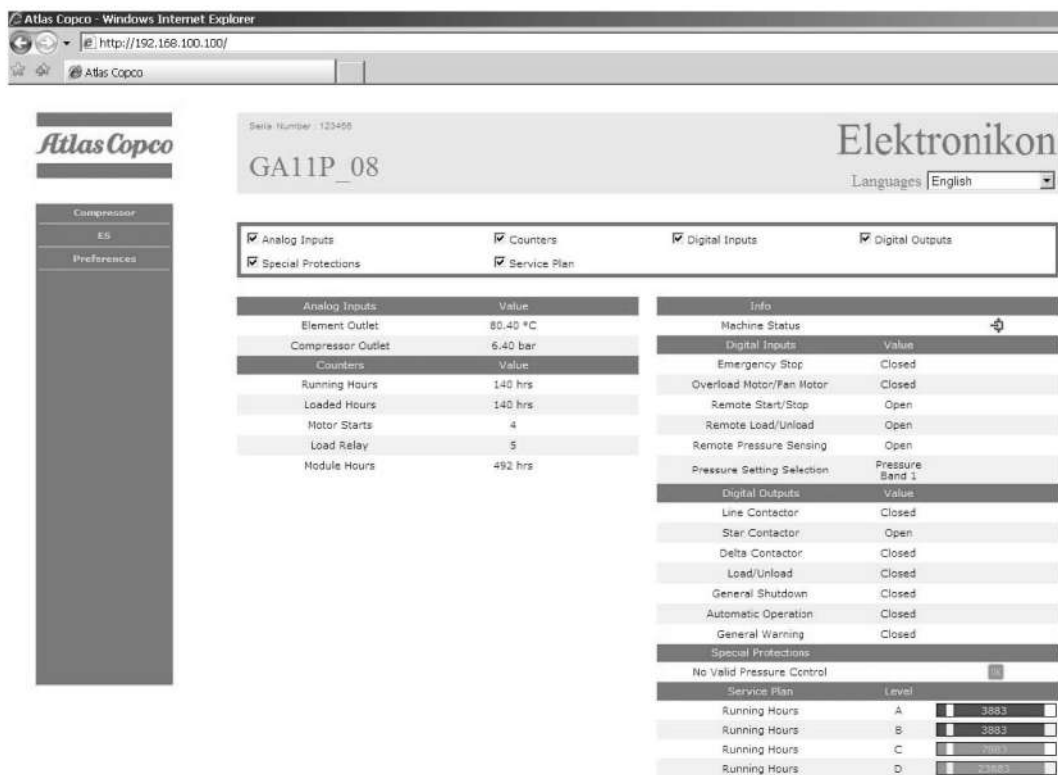 Atlas Copco - Windows Internet Explorer
http://192.168.100.100/
Atlas Copco
Atlas Copco
Serial Number : 123456
GA11P_08
Elektronikon
Languages English
Compressor
ES
Preferences
Analog Inputs Counters Digital Inputs Digital Outputs
Special Protections Service Plan
Analog Inputs Value
Element Outlet 80.40 °C
Compressor Outlet 6.40 bar
Counters Value
Running Hours 140 hrs
Loaded Hours 140 hrs
Motor Starts 4
Load Relay 5
Module Hours 492 hrs
Info
Machine Status
Digital Inputs Value
Emergency Stop Closed
Overload Motor/Fan Motor Closed
Remote Start/Stop Open
Remote Load/Unload Open
Remote Pressure Sensing Open
Pressure Setting Selection Pressure
Band 1
Digital Outputs Value
Line Contactor Closed
Star Contactor Open
Delta Contactor Closed
Load/Unload Closed
General Shutdown Closed
Automatic Operation Closed
General Warning Closed
Special Protections
No Valid Pressure Control
Service Plan Level
Running Hours A 3883
Running Hours B 3883
Running Hours C 7883
Running Hours D 23883